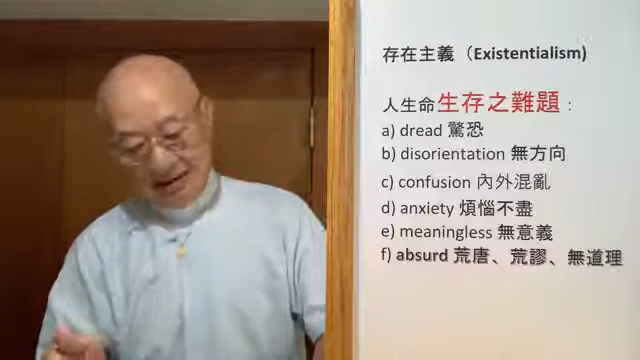 存在主義（Existentialism)
人生命生存之難題：
a) dread 驚恐
b) disorientation 無方向
c) confusion 內外混亂
d) anxiety 煩惱不盡
e) meaningless 無意義
f) absurd 荒唐、荒謬、無道理